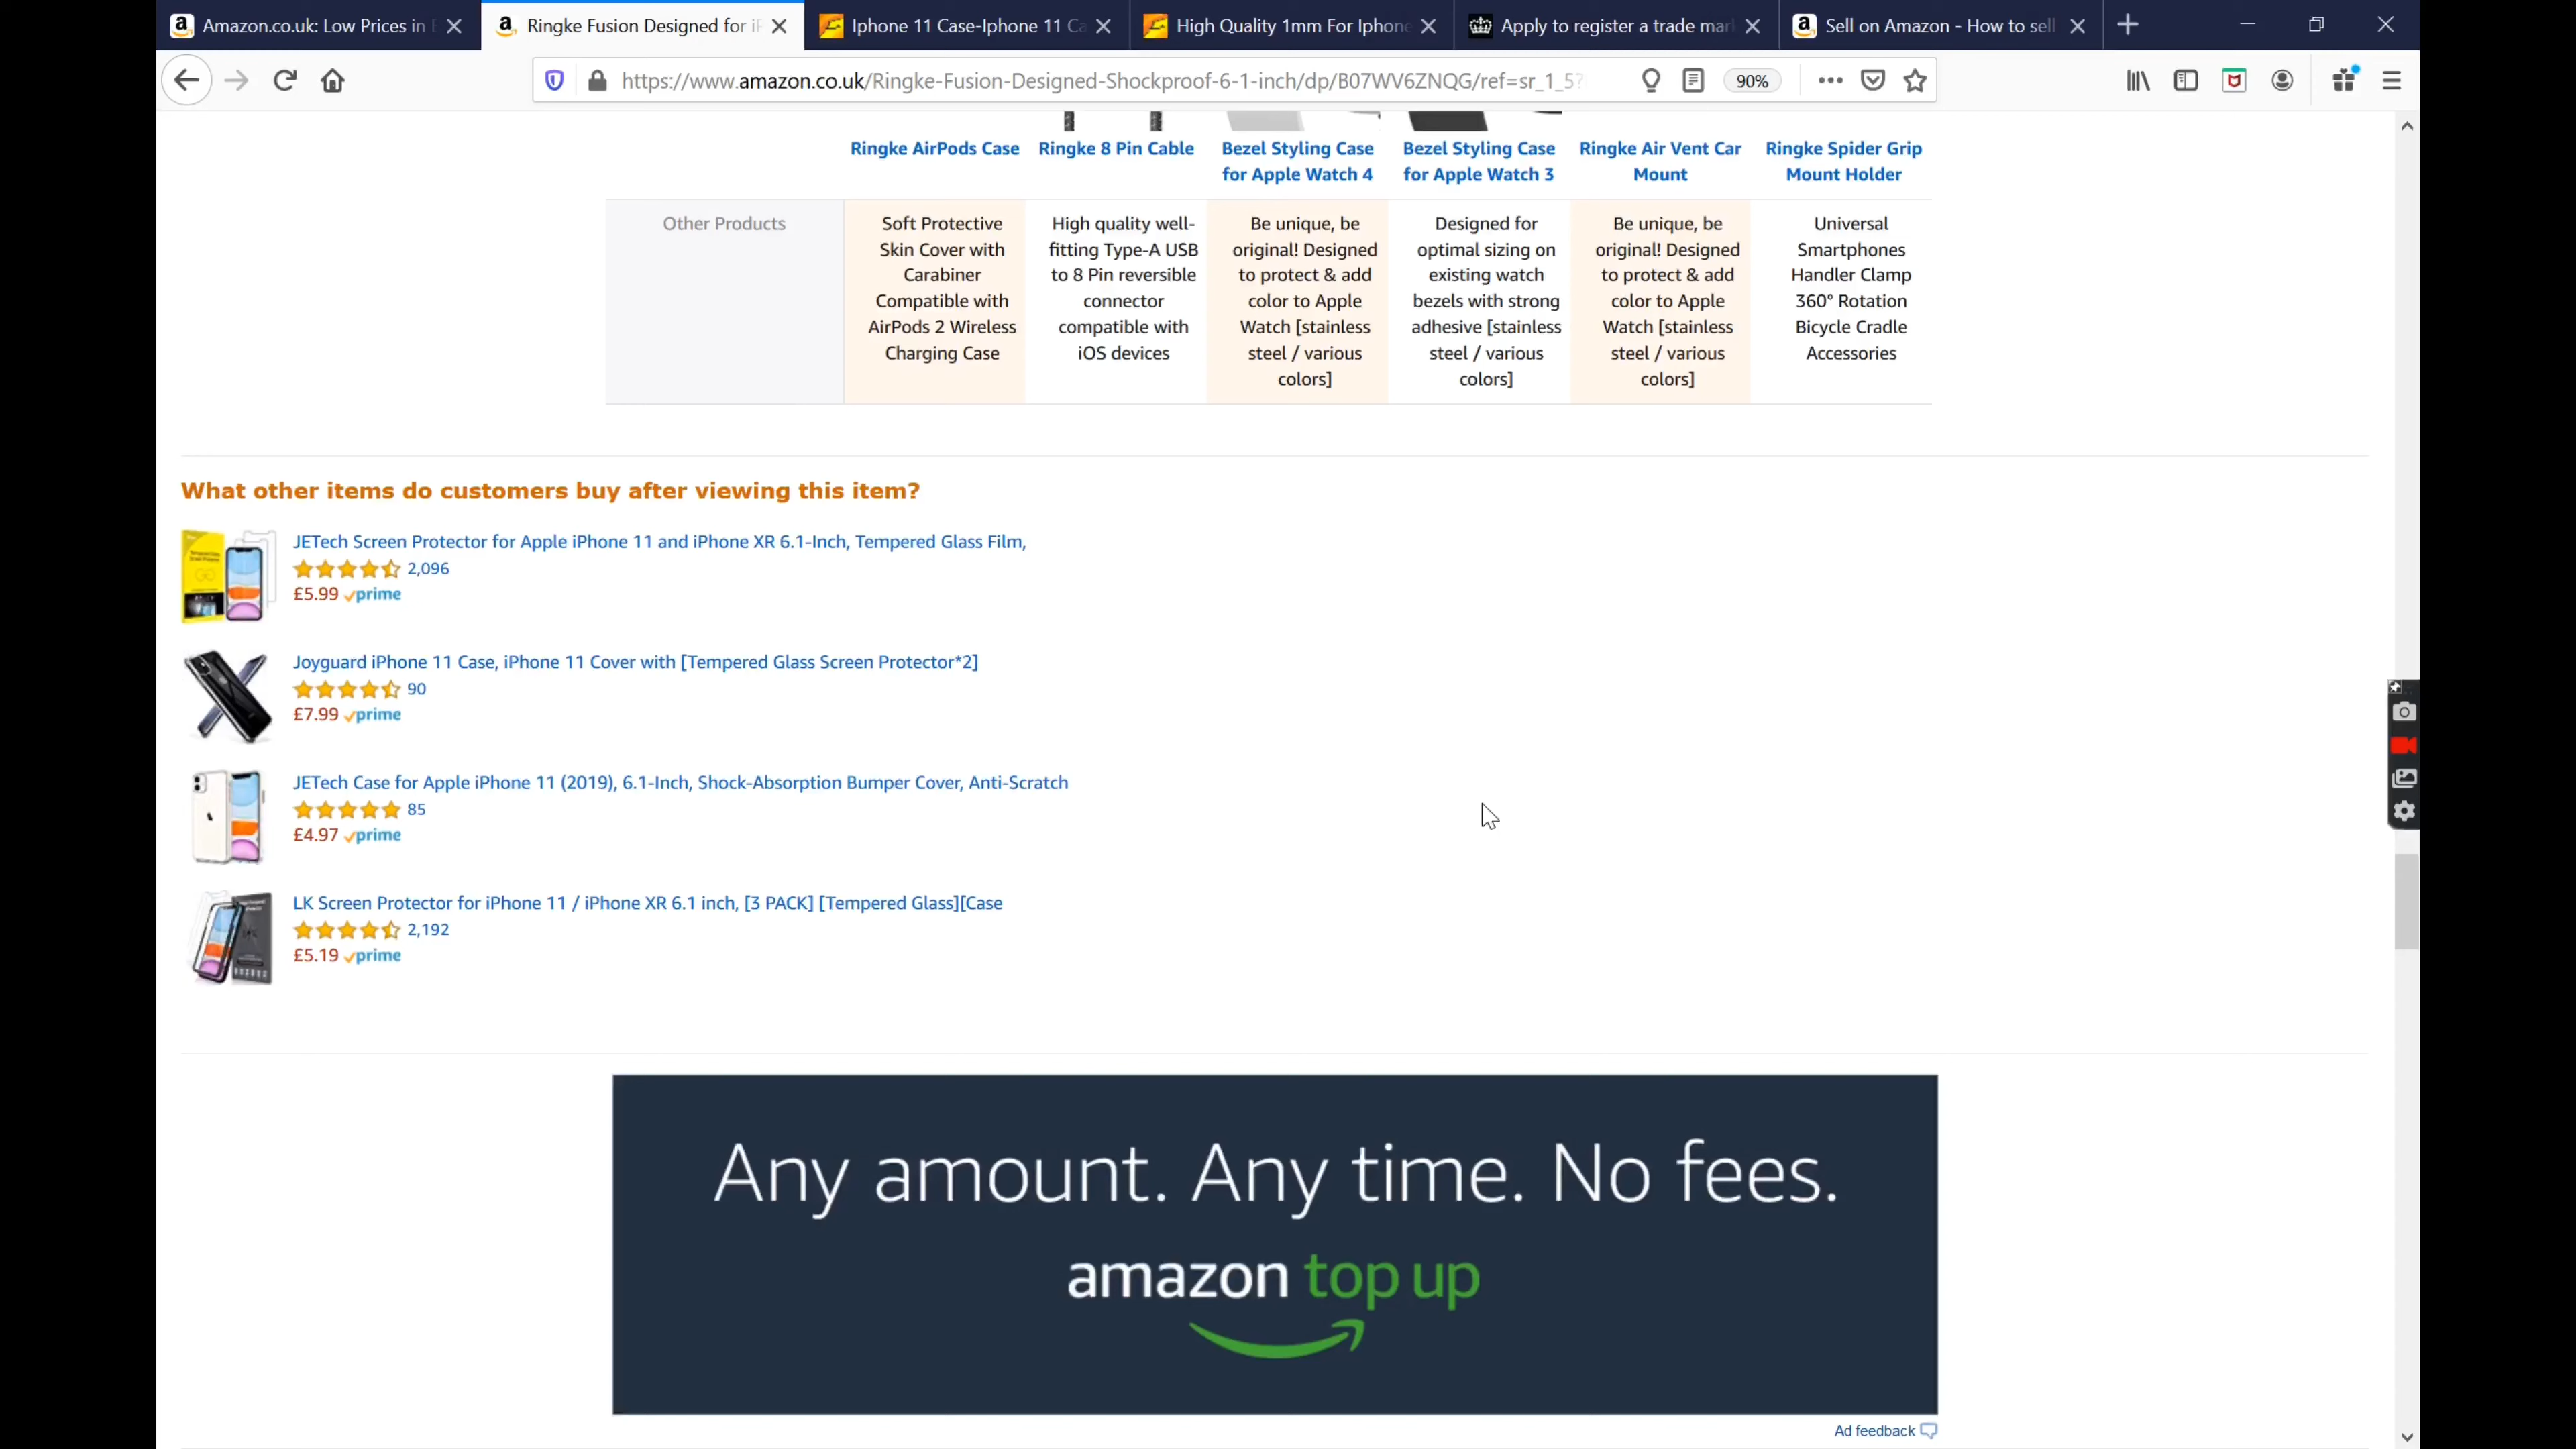 Amazon.co.uk: Low Prices in E
Ringke Fusion Designed for iP
Iphone 11 Case-Iphone 11 Ca
High Quality 1mm For Iphone
Apply to register a trade mar
Sell on Amazon - How to sell
https://www.amazon.co.uk/Ringke-Fusion-Designed-Shockproof-6-1-inch/dp/B07WV6ZNQG/ref=sr_1_5?
90%
Ringke AirPods Case
Ringke 8 Pin Cable
Bezel Styling Case
for Apple Watch 4
Bezel Styling Case
for Apple Watch 3
Ringke Air Vent Car
Mount
Ringke Spider Grip
Mount Holder
Other Products
Soft Protective
Skin Cover with
Carabiner
Compatible with
AirPods 2 Wireless
Charging Case
High quality well-
fitting Type-A USB
to 8 Pin reversible
connector
compatible with
iOS devices
Be unique, be
original! Designed
to protect & add
color to Apple
Watch [stainless
steel / various
colors]
Designed for
optimal sizing on
existing watch
bezels with strong
adhesive [stainless
steel / various
colors]
Be unique, be
original! Designed
to protect & add
color to Apple
Watch [stainless
steel / various
colors]
Universal
Smartphones
Handler Clamp
360° Rotation
Bicycle Cradle
Accessories
What other items do customers buy after viewing this item?
JETech Screen Protector for Apple iPhone 11 and iPhone XR 6.1-Inch, Tempered Glass Film,
2,096
£5.99 prime
Joyguard iPhone 11 Case, iPhone 11 Cover with [Tempered Glass Screen Protector*2]
90
£7.99 prime
JETech Case for Apple iPhone 11 (2019), 6.1-Inch, Shock-Absorption Bumper Cover, Anti-Scratch
85
£4.97 prime
LK Screen Protector for iPhone 11 / iPhone XR 6.1 inch, [3 PACK] [Tempered Glass][Case
2,192
£5.19 prime
Any amount. Any time. No fees.
amazon top up
Ad feedback